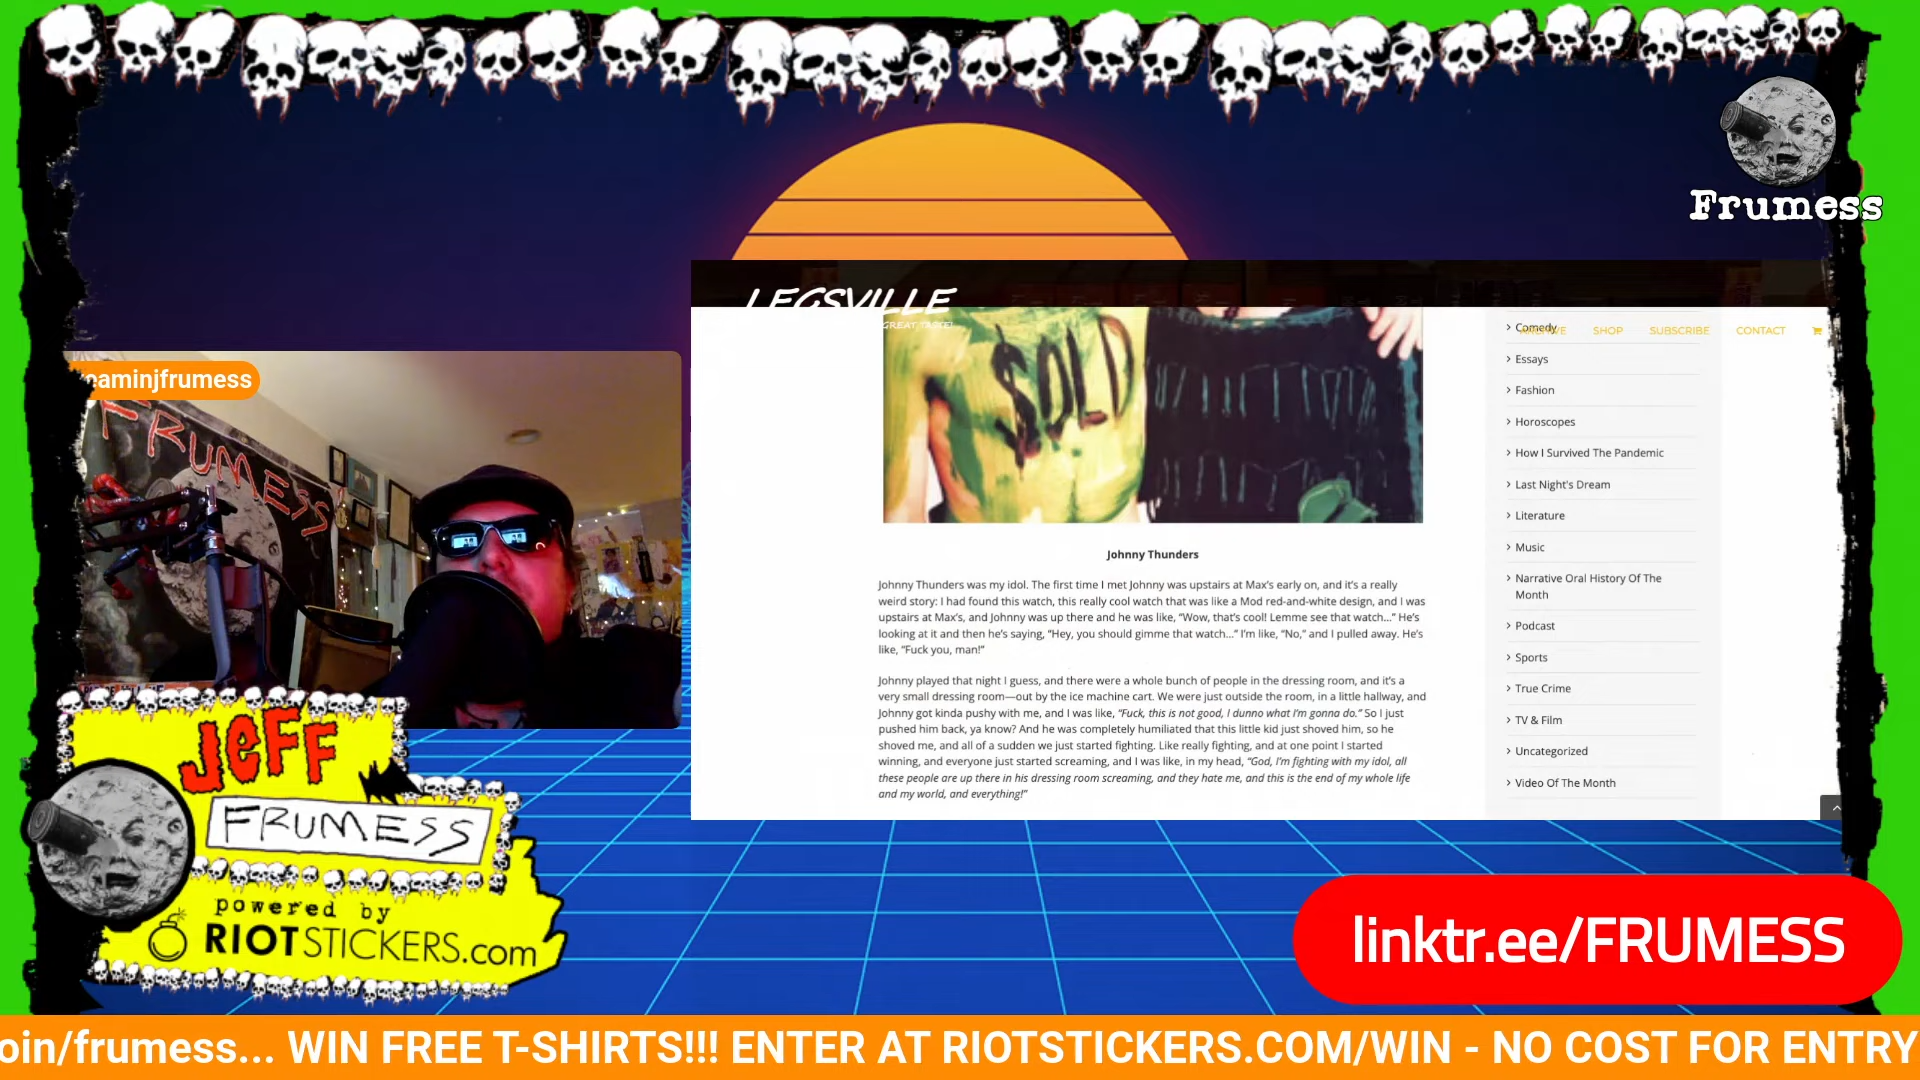 Frumess
LEGSVILLE
GREAT TASTE!
ARCHIVE SHOP SUBSCRIBE CONTACT
SOLD
Comedy
Essays
Fashion
Horoscopes
How I Survived The Pandemic
Last Night's Dream
Literature
Music
Narrative Oral History Of The
Month
Podcast
Sports
True Crime
TV & Film
Uncategorized
Video Of The Month
Johnny Thunders
Johnny Thunders was my idol. The first time I met Johnny was upstairs at Max's early on, and it's a really
weird story: I had found this watch, this really cool watch that was like a Mod red-and-white design, and I was
upstairs at Max's, and Johnny was up there and he was like, “Wow, that's cool! Lemme see that watch…” He's
looking at it and then he's saying, “Hey, you should gimme that watch…” I'm like, “No,” and I pulled away. He's
like, “Fuck you, man!”
Johnny played that night I guess, and there were a whole bunch of people in the dressing room, and it's a
very small dressing room—out by the ice machine cart. We were just outside the room, in a little hallway, and
Johnny got kinda pushy with me, and I was like, “Fuck, this is not good, I dunno what I'm gonna do.” So I just
pushed him back, ya know? And he was completely humiliated that this little kid just shoved him, so he
shoved me, and all of a sudden we just started fighting. Like really fighting, and at one point I started
winning, and everyone just started screaming, and I was like, in my head, “God, I'm fighting with my idol, all
these people are up there in his dressing room screaming, and they hate me, and this is the end of my whole life
and my world, and everything!”
eaminjfrumess
FRUMESS
JEFF
FRUMESS
powered by
RIOTSTICKERS.com
linktr.ee/FRUMESS
oin/frumess... WIN FREE T-SHIRTS!!! ENTER AT RIOTSTICKERS.COM/WIN - NO COST FOR ENTRY